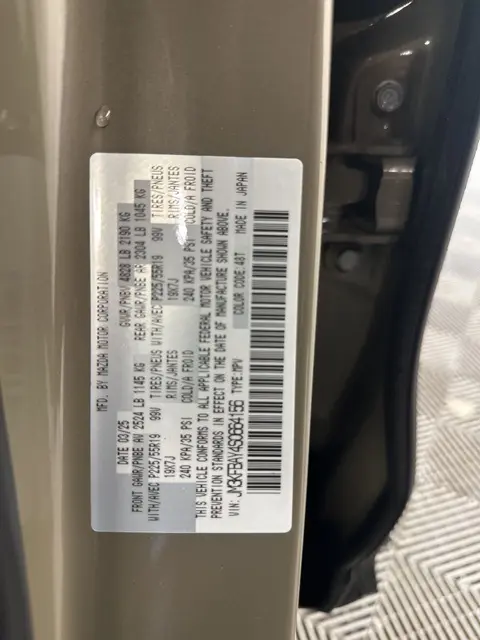 MFD. BY MAZDA MOTOR CORPORATION
DATE 03/25 GVWR/PNBV 4828 LB 2190 KG
FRONT GAWR/PNBE AV 2524 LB 1145 KG REAR GAWR/PNBE AR 2304 LB 1045 KG
WITH/AVEC P225/55R19 99V TIRES/PNEUS WITH/AVEC P225/55R19 99V TIRES/PNEUS
19X7J RIMS/JANTES 19X7J RIMS/JANTES
240 KPA/35 PSI COLD/A FROID 240 KPA/35 PSI COLD/A FROID
THIS VEHICLE CONFORMS TO ALL APPLICABLE FEDERAL MOTOR VEHICLE SAFETY AND THEFT
PREVENTION STANDARDS IN EFFECT ON THE DATE OF MANUFACTURE SHOWN ABOVE.
VIN: JM3KFBAY4S0664156 TYPE: MPV COLOR CODE: 48T MADE IN JAPAN